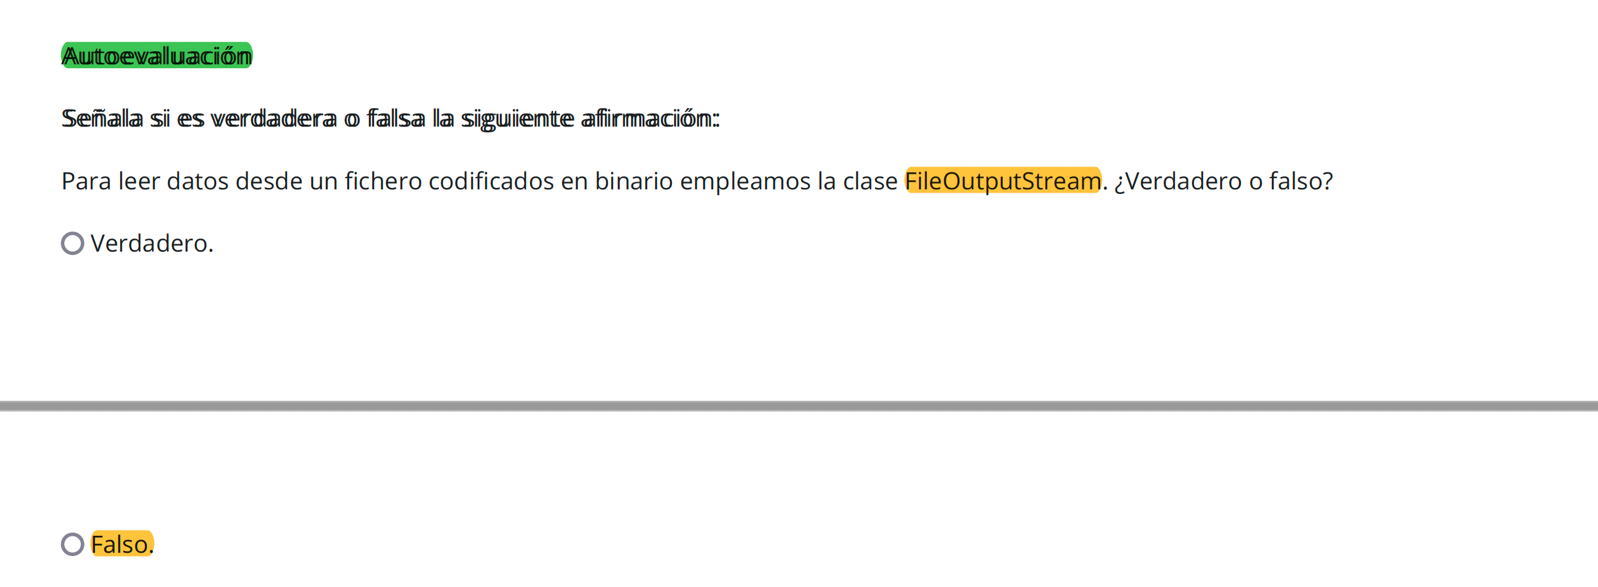 Autoevaluación
Señala si es verdadera o falsa la siguiente afirmación:
Para leer datos desde un fichero codificados en binario empleamos la clase FileOutputStream. ¿Verdadero o falso?
Verdadero.
Falso.